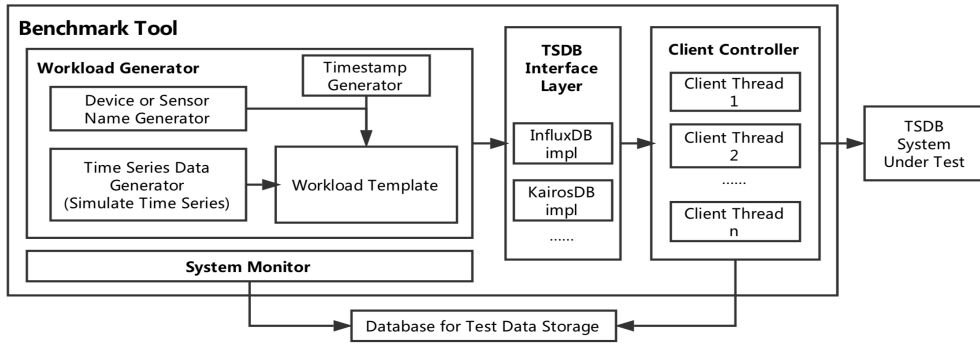 Benchmark Tool
Workload Generator
Timestamp
Generator
Device or Sensor
Name Generator
Time Series Data
Generator
(Simulate Time Series)
Workload Template
System Monitor
TSDB
Interface
Layer
InfluxDB
impl
KairosDB
impl
......
Client Controller
Client Thread
1
Client Thread
2
......
Client Thread
n
TSDB
System
Under Test
Database for Test Data Storage